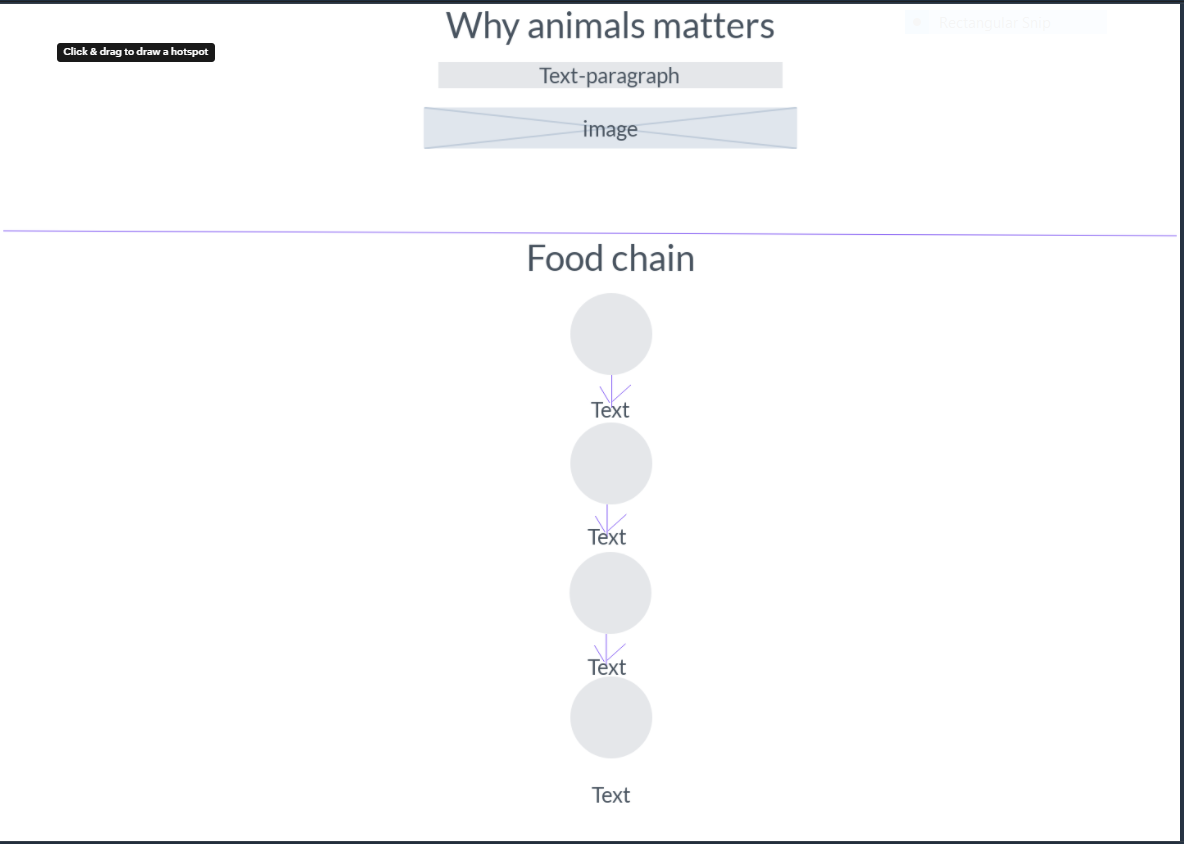 Why animals matters
Rectangular Snip
Click & drag to draw a hotspot
Text-paragraph
image
Food chain
Text
Text
Text
Text